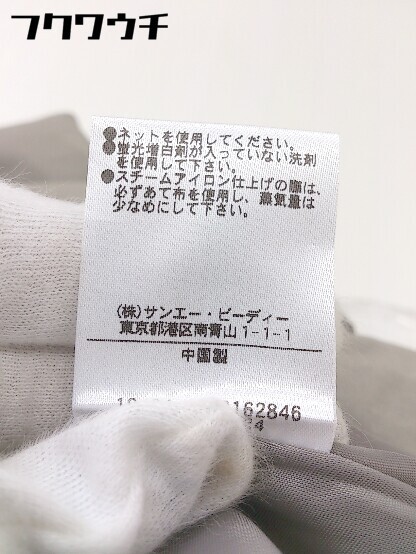 フクワウチ
●ネットを使用してください。
●蛍光増白剤が入っていない洗剤
を使用して下さい。
●スチームアイロン仕上げの際は、
必ずあて布を使用し、蒸気量は
少なめにして下さい。
(株)サンエー・ビーディー
東京都港区南青山1-1-1
中国製
162846